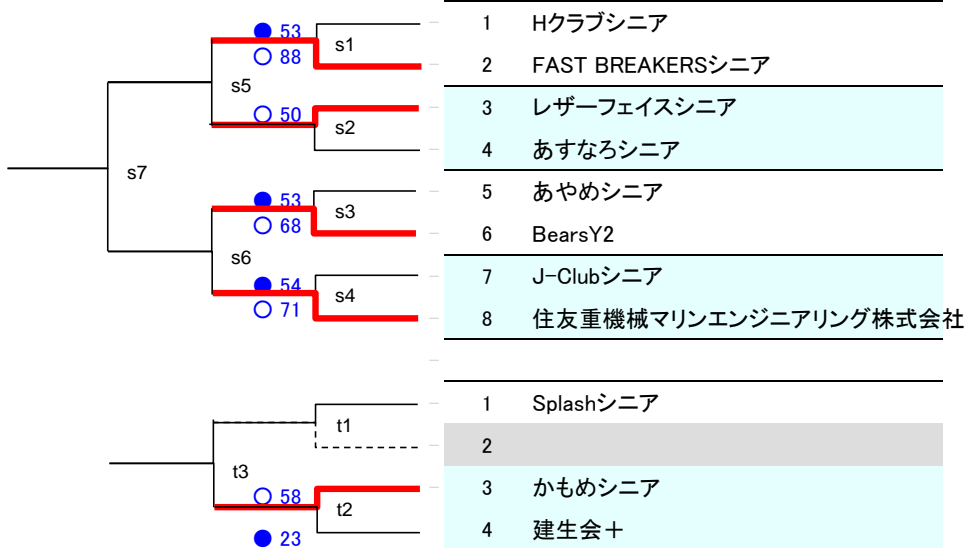 1 Hクラブシニア
● 53
s1
○ 88
2 FAST BREAKERSシニア
s5
○ 50
3 レザーフェイスシニア
s2
4 あすなろシニア
s7
5 あやめシニア
● 53
s3
○ 68
6 BearsY2
s6
7 J-Clubシニア
● 54
s4
○ 71
8 住友重機械マリンエンジニアリング株式会社
1 Splashシニア
t1
2
t3
3 かもめシニア
○ 58
t2
4 建生会＋
● 23